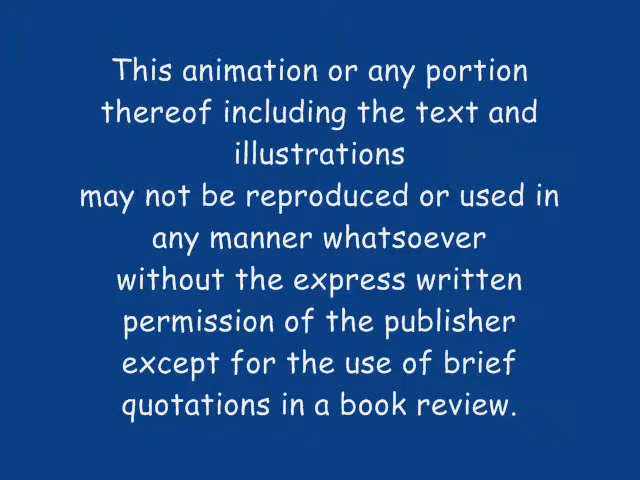 This animation or any portion
thereof including the text and
illustrations
may not be reproduced or used in
any manner whatsoever
without the express written
permission of the publisher
except for the use of brief
quotations in a book review.